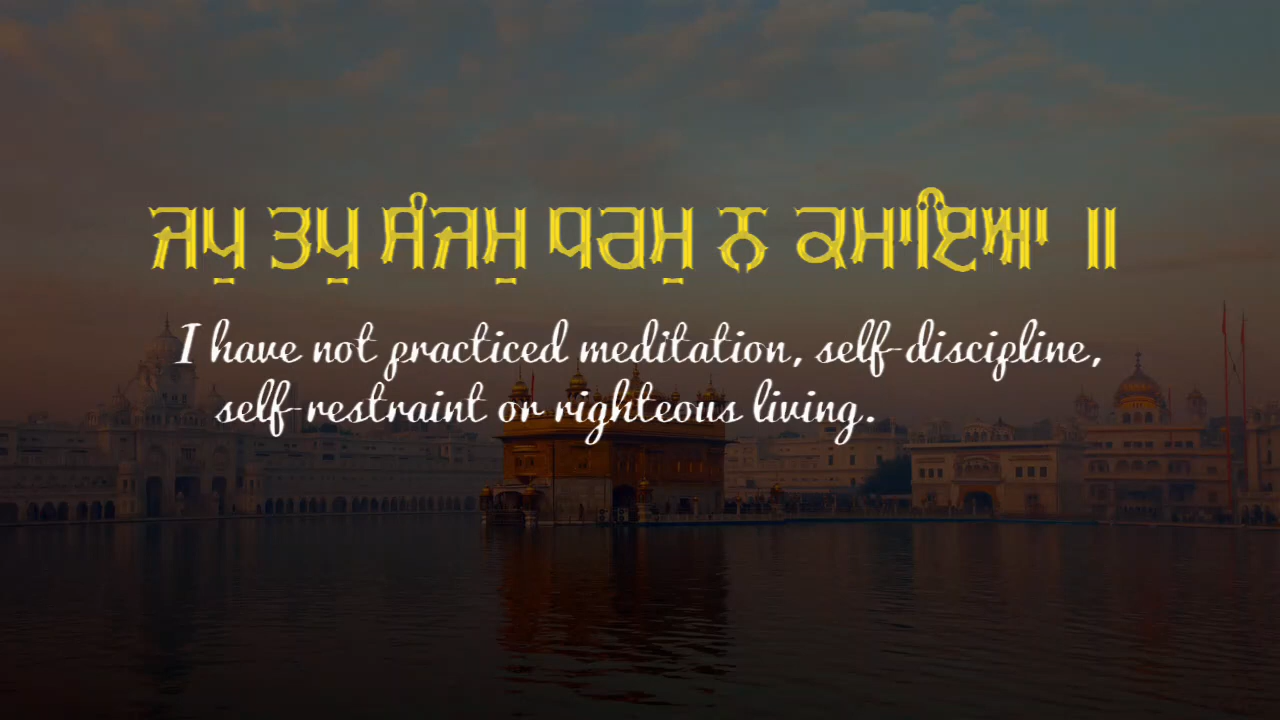 ਜਪੁ ਤਪੁ ਸੰਜਮੁ ਧਰਮੁ ਨ ਕਮਾਇਆ ॥
I have not practiced meditation, self-discipline,
self-restraint or righteous living.